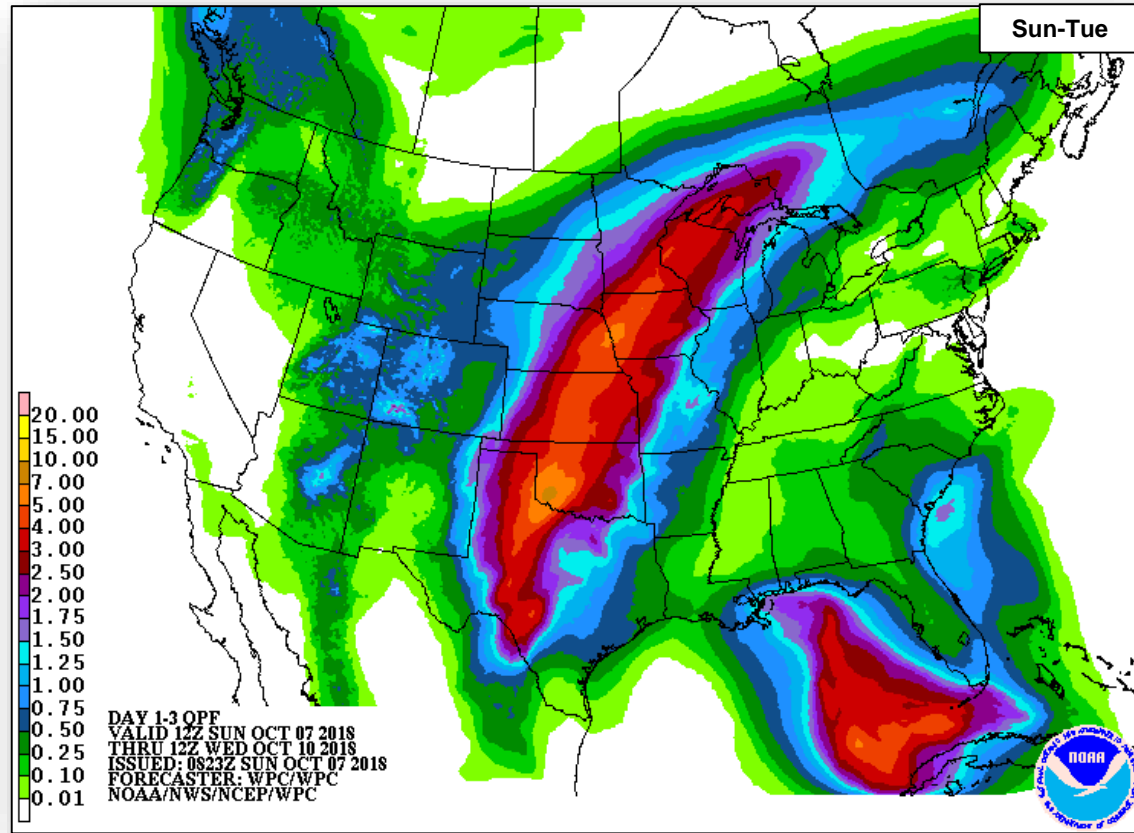 Sun-Tue
20.00
15.00
10.00
7.00
5.00
4.00
3.00
2.50
2.00
1.75
1.50
1.25
1.00
0.75
0.50
0.25
0.10
0.01
DAY 1-3 QPF
VALID 12Z SUN OCT 07 2018
THRU 12Z WED OCT 10 2018
ISSUED: 0823Z SUN OCT 07 2018
FORECASTER: WPC/WPC
NOAA/NWS/NCEP/WPC
NOAA